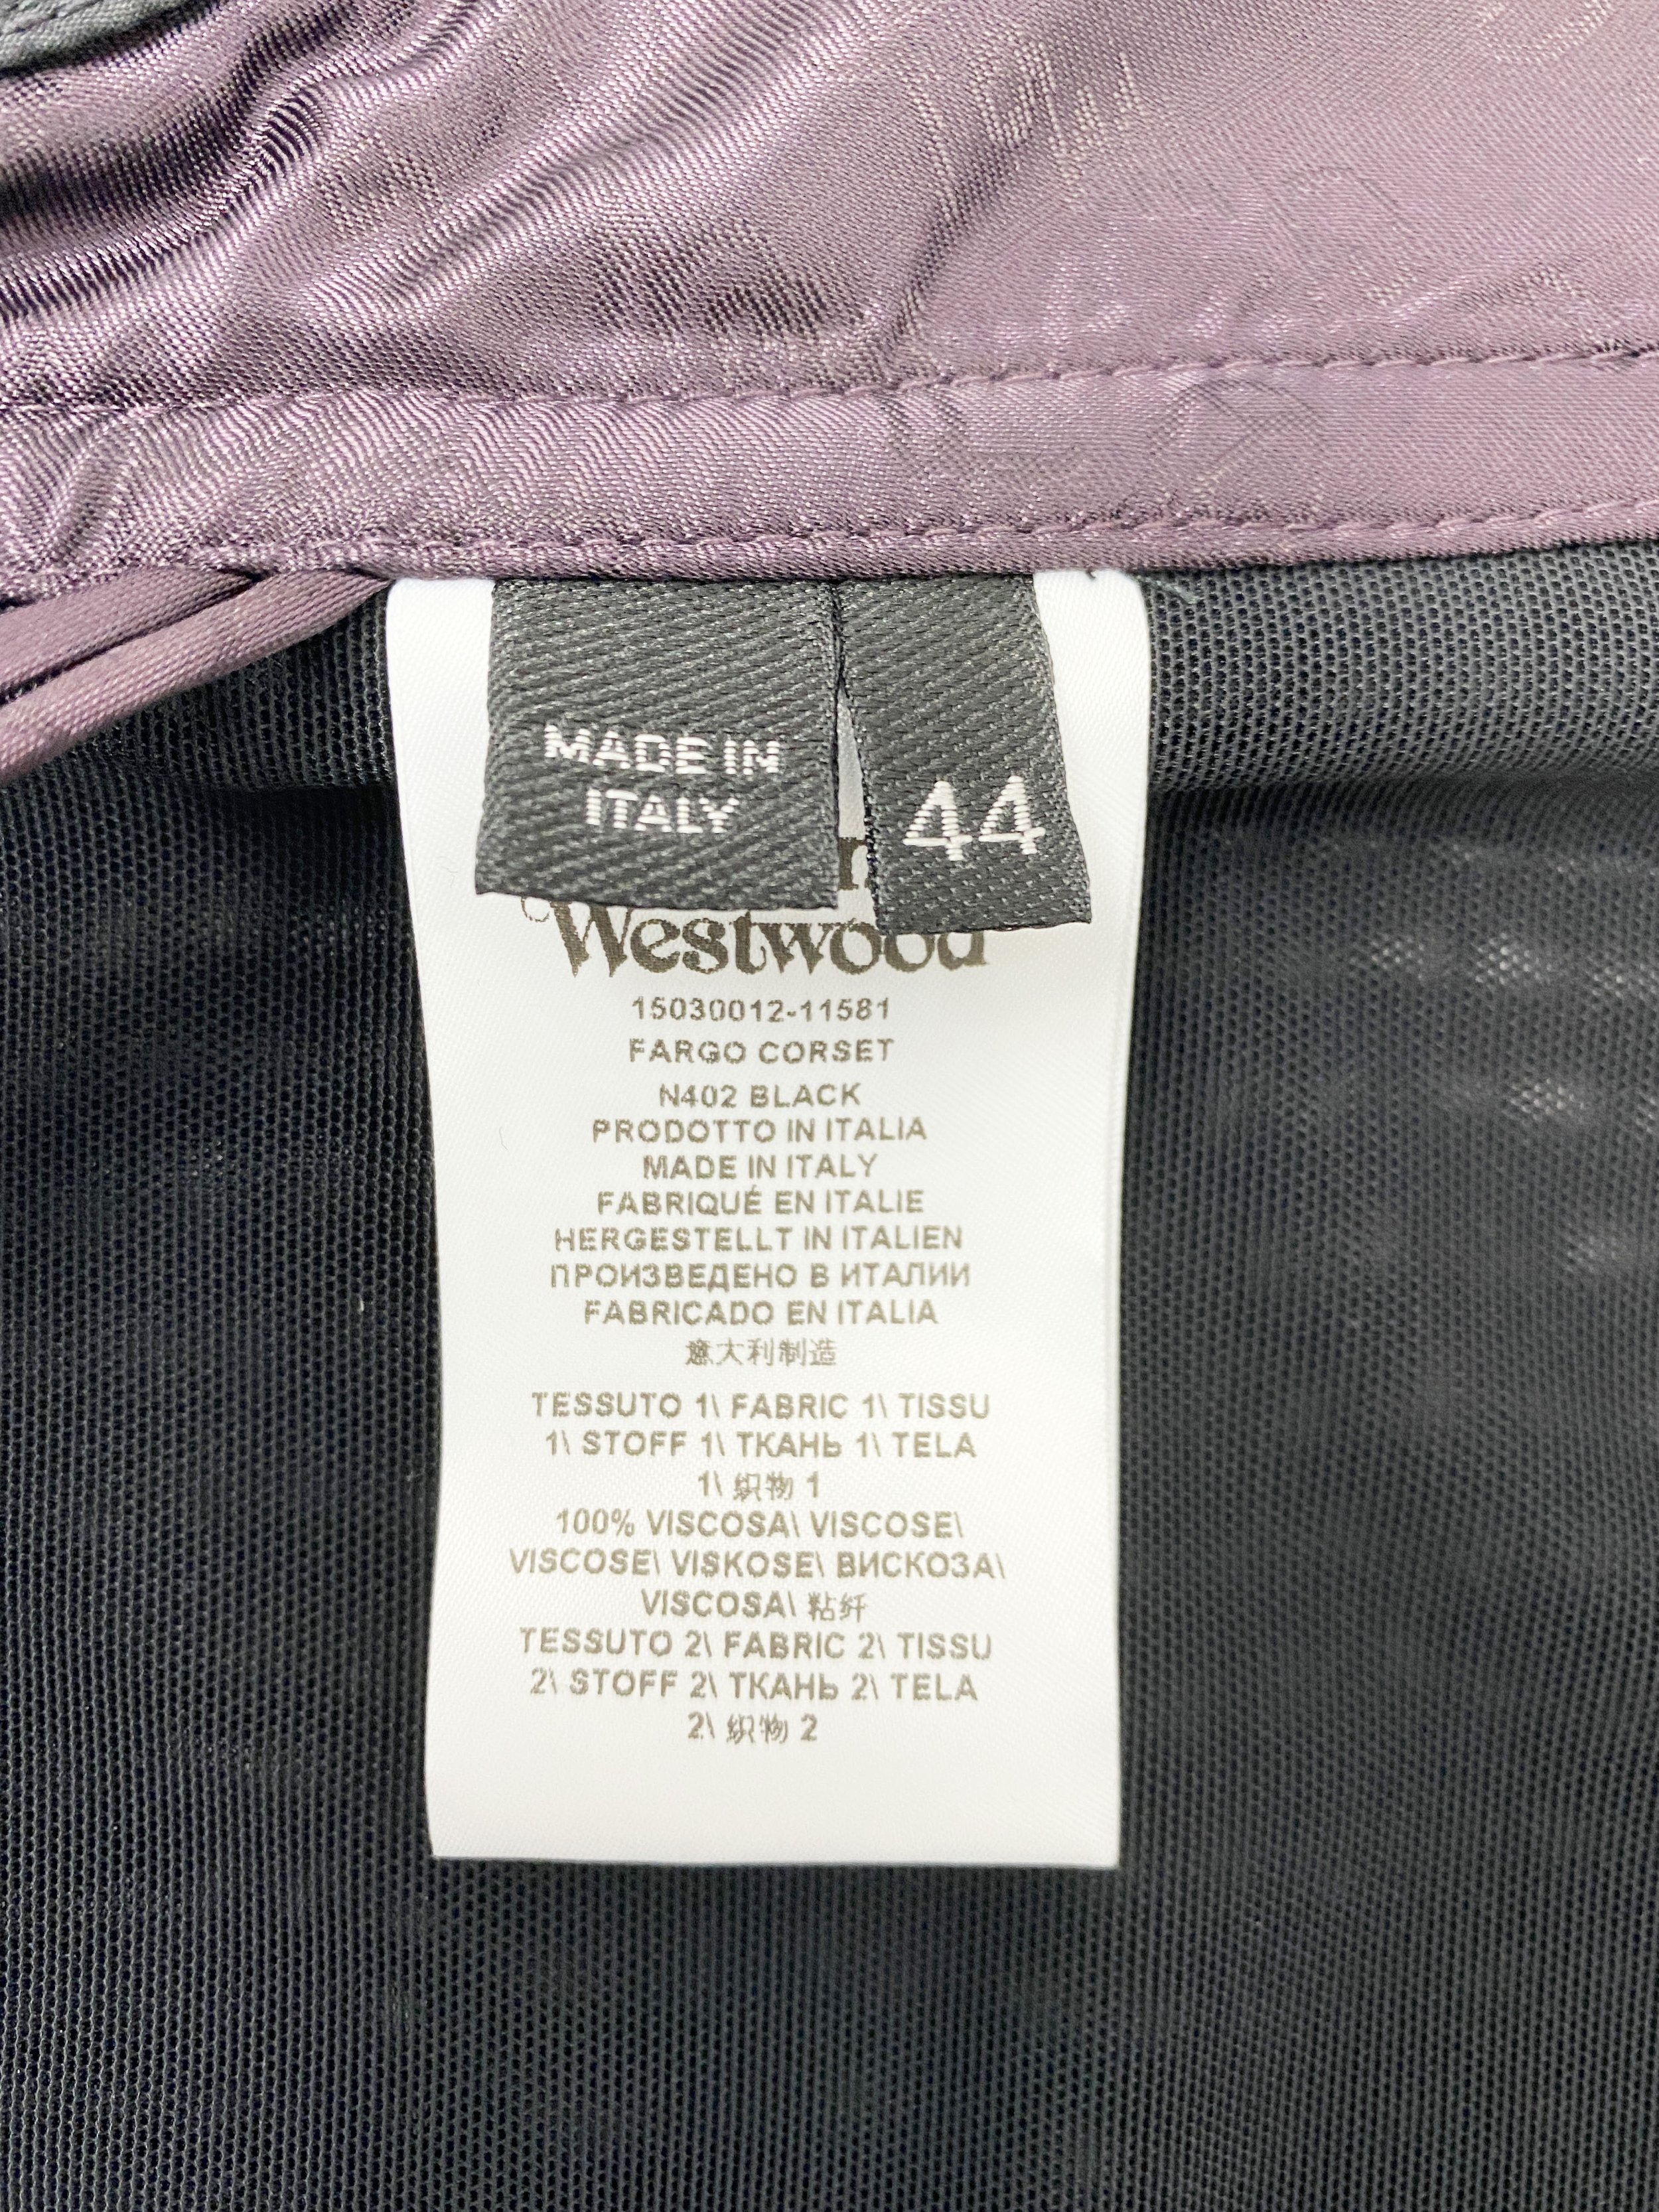 MADE IN
ITALY
44
Westwood
15030012-11581
FARGO CORSET
N402 BLACK
PRODOTTO IN ITALIA
MADE IN ITALY
FABRIQUÉ EN ITALIE
HERGESTELLT IN ITALIEN
ПРОИЗВЕДЕНО В ИТАЛИИ
FABRICADO EN ITALIA
意大利制造
TESSUTO 1\ FABRIC 1\ TISSU
1\ STOFF 1\ ТКАНЬ 1\ TELA
1\ 织物 1
100% VISCOSA\ VISCOSE\
VISCOSE\ VISKOSE\ ВИСКОЗА\
VISCOSA\ 粘纤
TESSUTO 2\ FABRIC 2\ TISSU
2\ STOFF 2\ ТКАНЬ 2\ TELA
2\ 织物 2